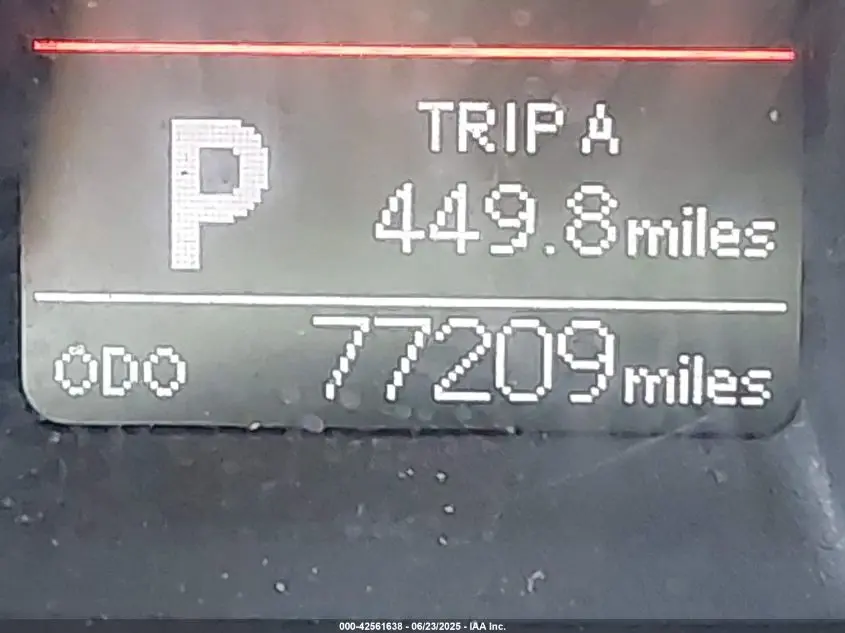 P
TRIP A
449.8 miles
ODO 77209 miles
000-42561638 - 06/23/2025 - IAA Inc.